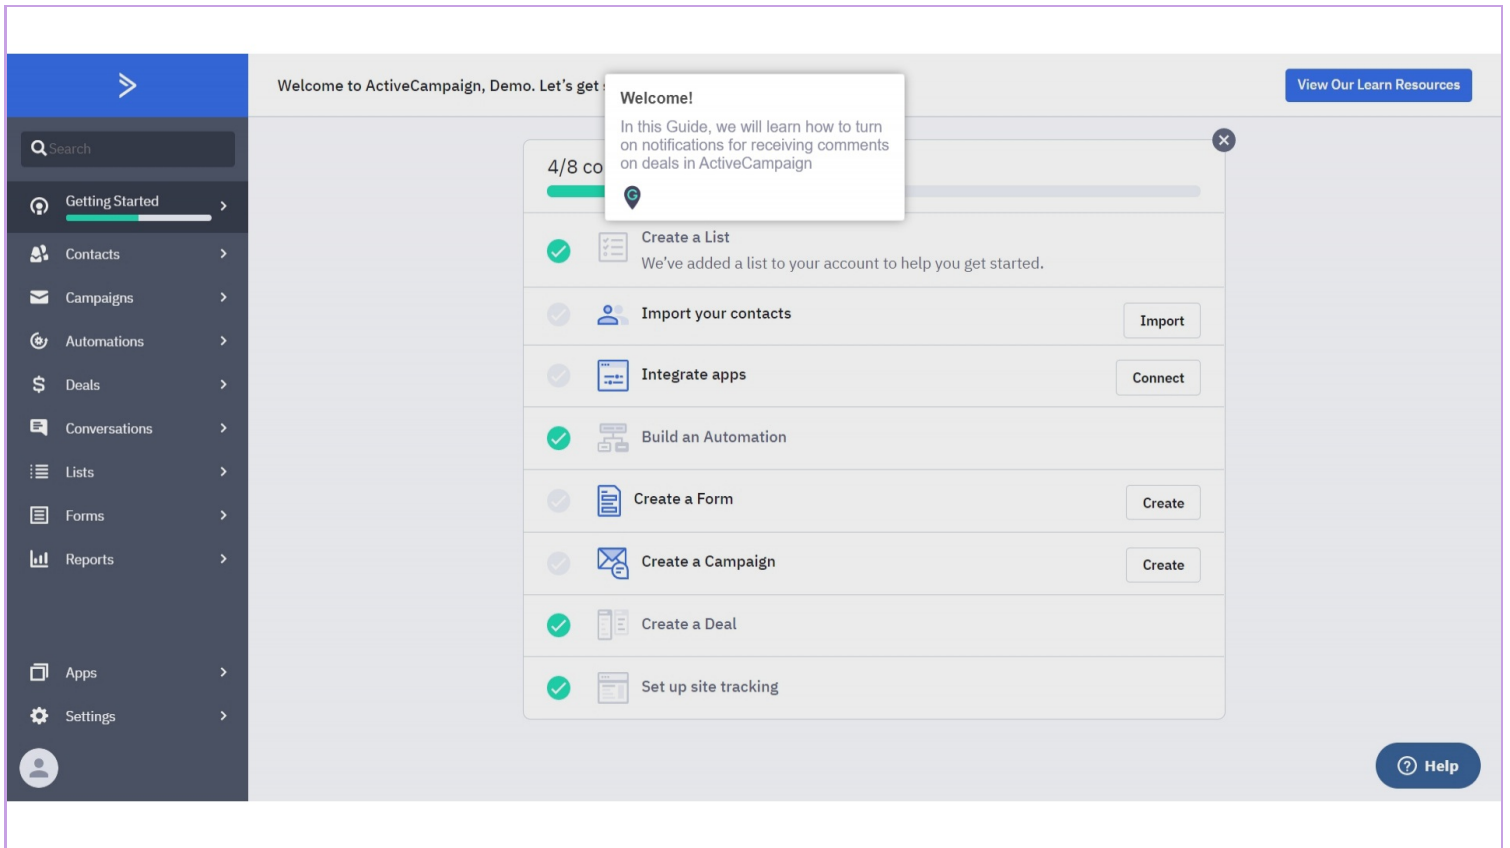 Welcome to ActiveCampaign, Demo. Let's get
View Our Learn Resources
Welcome!
In this Guide, we will learn how to turn
on notifications for receiving comments
on deals in ActiveCampaign
G
Search
Getting Started
Contacts
Campaigns
Automations
Deals
Conversations
Lists
Forms
Reports
Apps
Settings
4/8 co
Create a List
We've added a list to your account to help you get started.
Import your contacts
Import
Integrate apps
Connect
Build an Automation
Create a Form
Create
Create a Campaign
Create
Create a Deal
Set up site tracking
Help